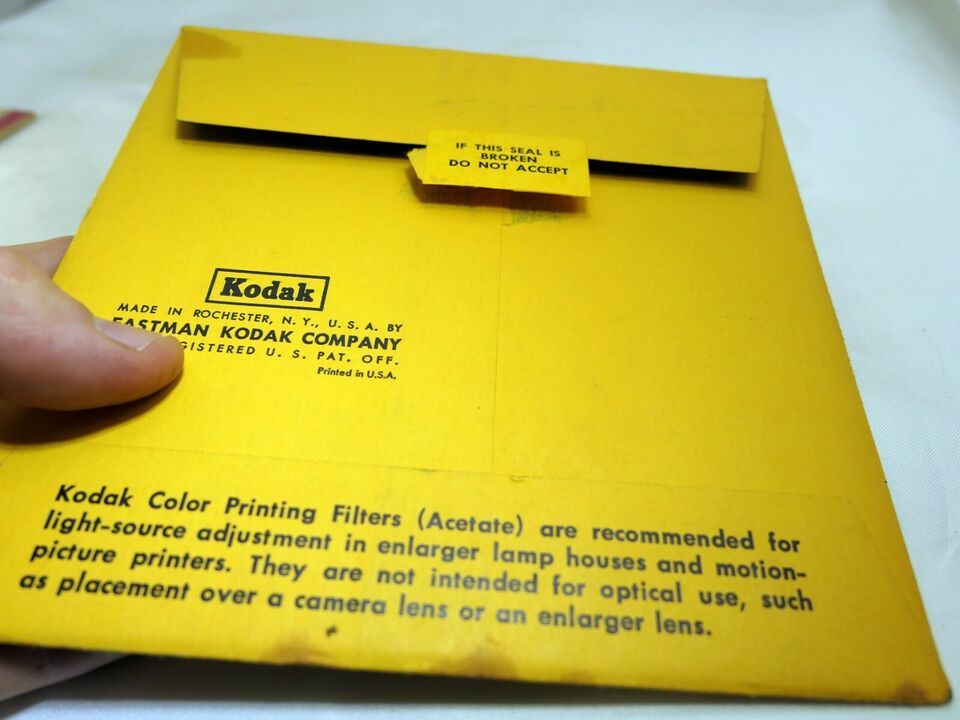 IF THIS SEAL IS
BROKEN
DO NOT ACCEPT
Kodak
MADE IN ROCHESTER, N. Y., U. S. A. BY
EASTMAN KODAK COMPANY
U. S. PAT. OFF.
Printed in U.S.A.
Kodak Color Printing Filters (Acetate) are recommended for
light-source adjustment in enlarger lamp houses and motion-
picture printers. They are not intended for optical use, such
as placement over a camera lens or an enlarger lens.